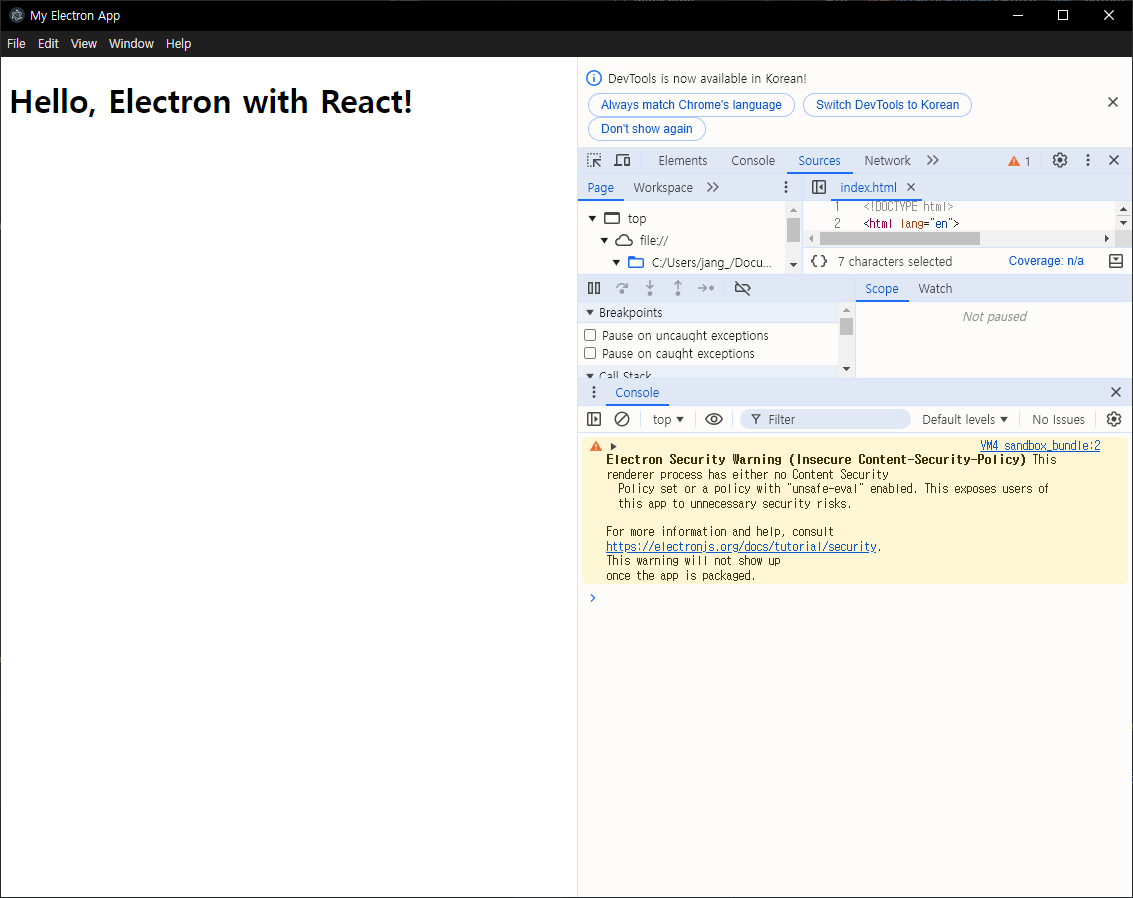 My Electron App
File Edit View Window Help
Hello, Electron with React!
DevTools is now available in Korean!
Always match Chrome's language
Switch DevTools to Korean
Don't show again
Elements Console Sources Network 1
Page Workspace
index.html
top
file://
C:/Users/jang_/Docu...
1 <!DOCTYPE html>
2 <html lang="en">
{} 7 characters selected Coverage: n/a
Breakpoints
Pause on uncaught exceptions
Pause on caught exceptions
Call Stack
Scope Watch
Not paused
Console
top Filter Default levels No Issues
VM4 sandbox_bundle:2
Electron Security Warning (Insecure Content-Security-Policy) This
renderer process has either no Content Security
Policy set or a policy with "unsafe-eval" enabled. This exposes users of
this app to unnecessary security risks.
For more information and help, consult
https://electronjs.org/docs/tutorial/security.
This warning will not show up
once the app is packaged.